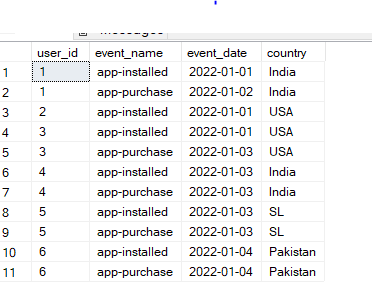 Messages
user_id event_name event_date country
1 1 app-installed 2022-01-01 India
2 1 app-purchase 2022-01-02 India
3 2 app-installed 2022-01-01 USA
4 3 app-installed 2022-01-01 USA
5 3 app-purchase 2022-01-03 USA
6 4 app-installed 2022-01-03 India
7 4 app-purchase 2022-01-03 India
8 5 app-installed 2022-01-03 SL
9 5 app-purchase 2022-01-03 SL
10 6 app-installed 2022-01-04 Pakistan
11 6 app-purchase 2022-01-04 Pakistan